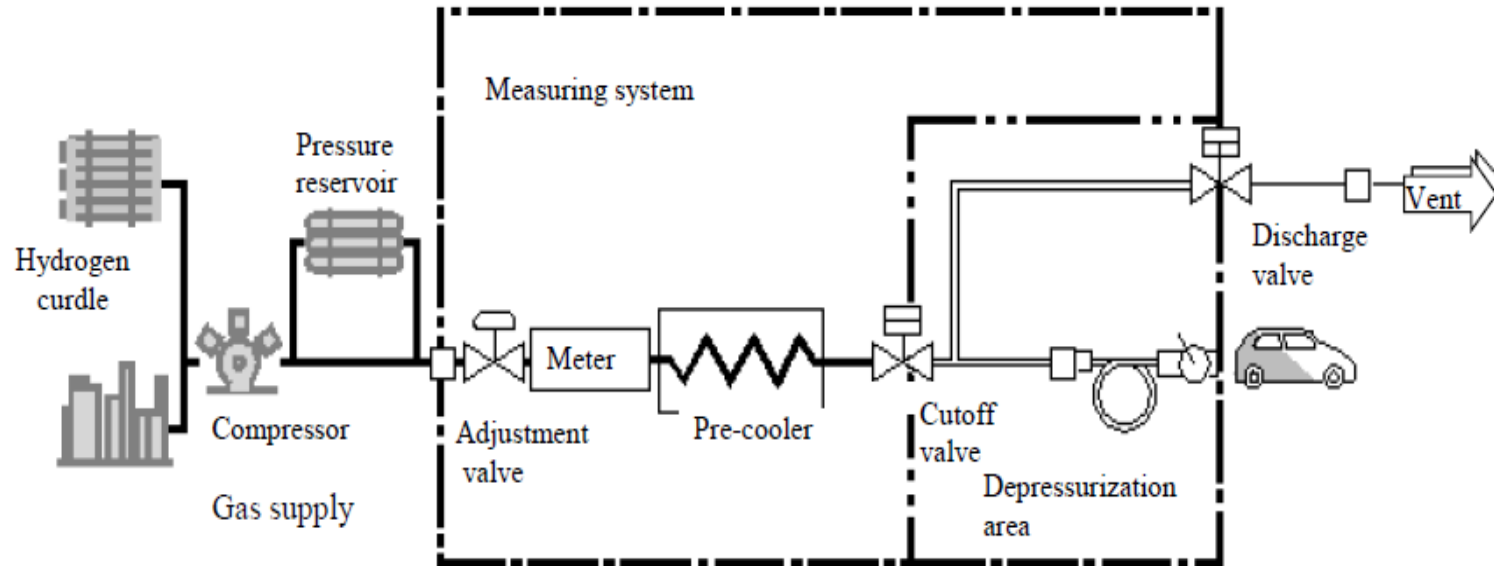 Measuring system
Pressure
reservoir
Hydrogen
curdle
Compressor
Gas supply
Adjustment
valve
Meter
Pre-cooler
Cutoff
valve
Depressurization
area
Discharge
valve
Vent